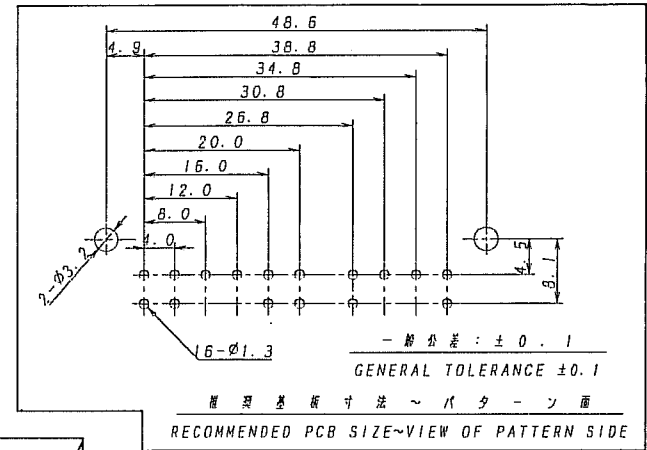 48.6
4.9
38.8
34.8
30.8
26.8
20.0
16.0
12.0
8.0
4.0
2-Ø3.2
4.5
8.1
16-Ø1.3
一般公差:±0.1
GENERAL TOLERANCE ±0.1
推奨基板寸法~パターン面
RECOMMENDED PCB SIZE~VIEW OF PATTERN SIDE